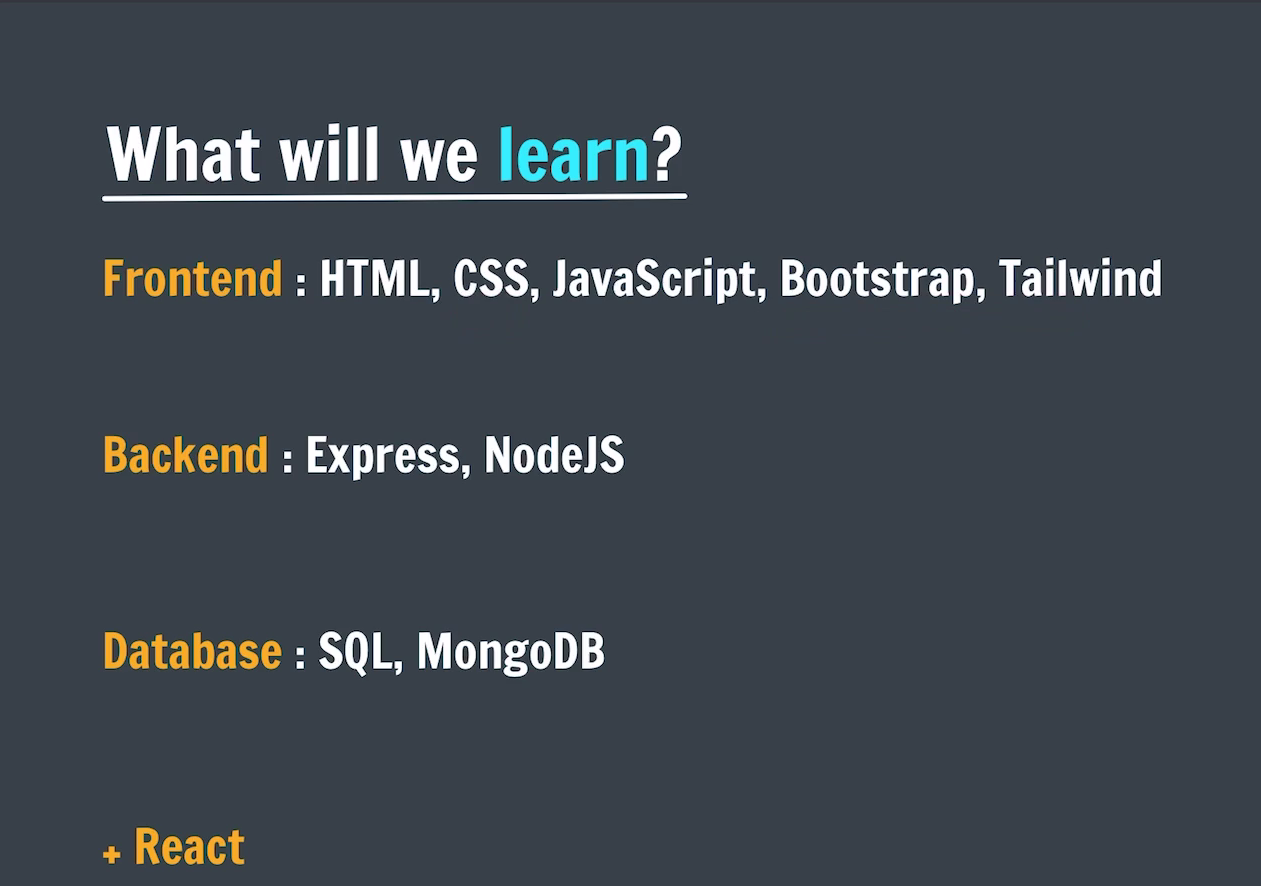 What will we learn?
Frontend : HTML, CSS, JavaScript, Bootstrap, Tailwind
Backend : Express, NodeJS
Database : SQL, MongoDB
+ React